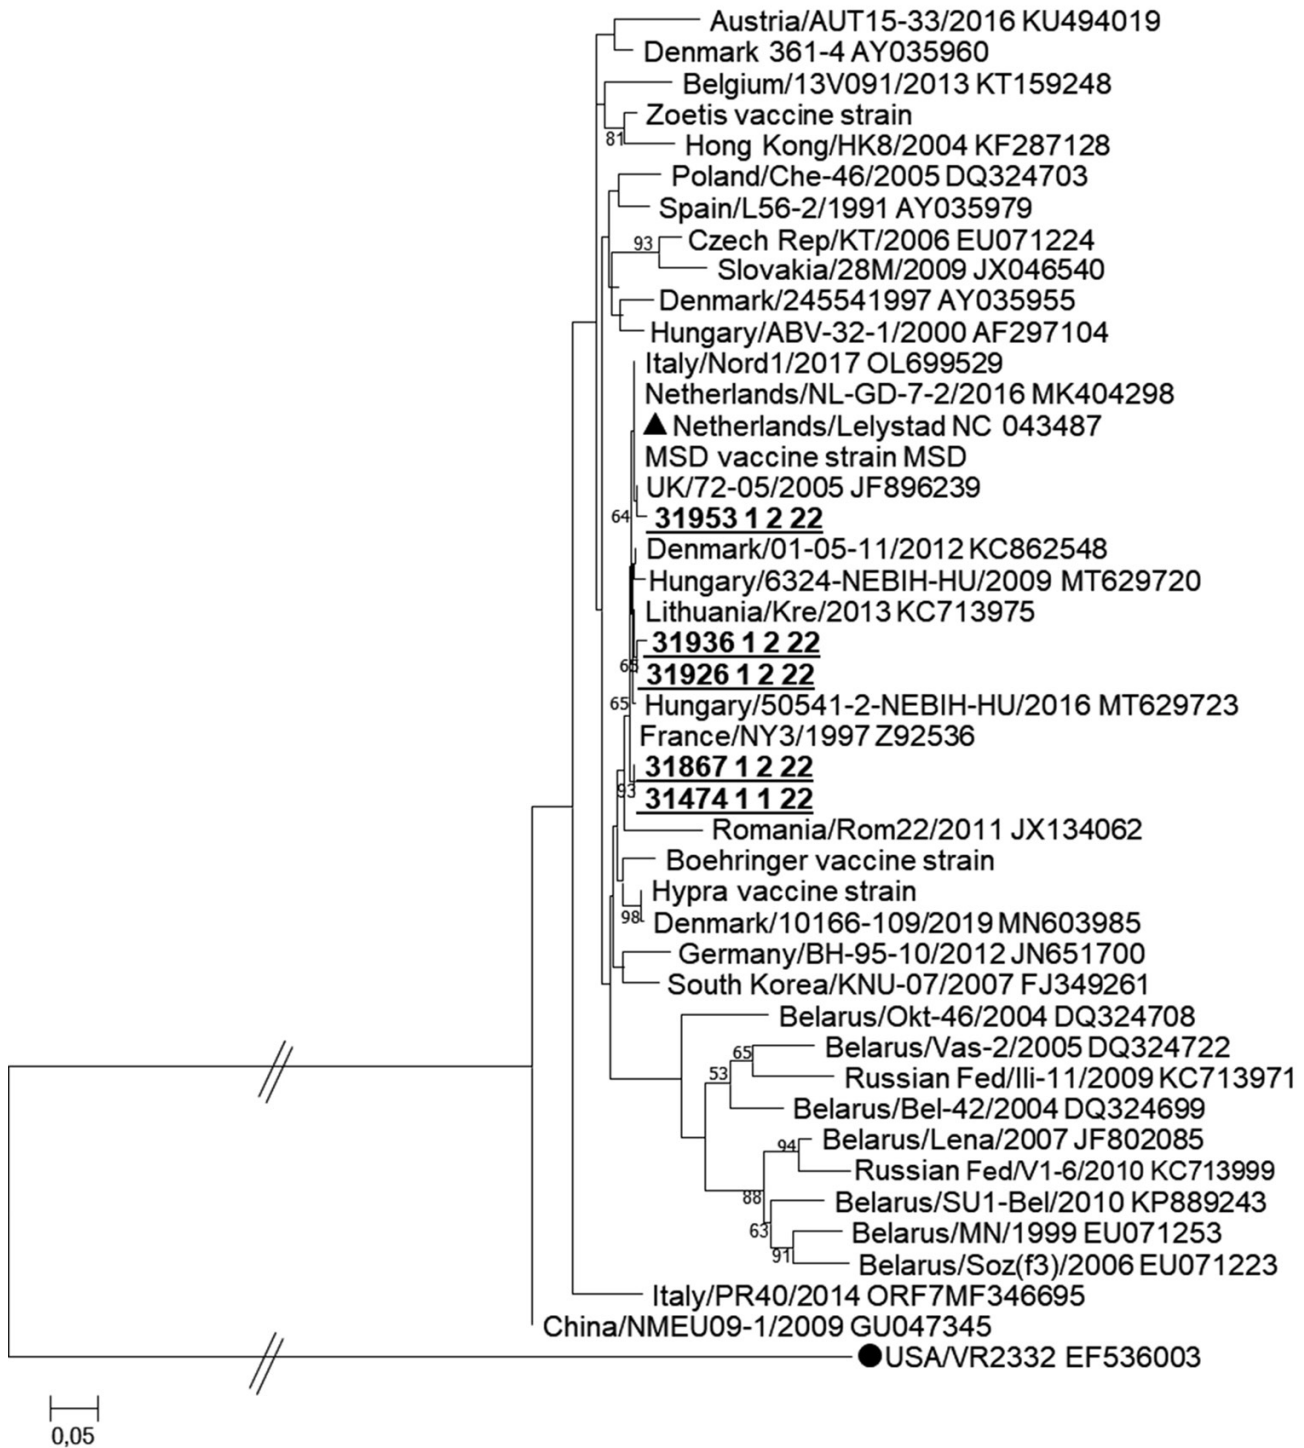 Austria/AUT15-33/2016 KU494019
Denmark 361-4 AY035960
Belgium/13V091/2013 KT159248
Zoetis vaccine strain
81
Hong Kong/HK8/2004 KF287128
Poland/Che-46/2005 DQ324703
Spain/L56-2/1991 AY035979
93
Czech Rep/KT/2006 EU071224
Slovakia/28M/2009 JX046540
Denmark/245541997 AY035955
Hungary/ABV-32-1/2000 AF297104
Italy/Nord1/2017 OL699529
Netherlands/NL-GD-7-2/2016 MK404298
Netherlands/Lelystad NC 043487
MSD vaccine strain MSD
UK/72-05/2005 JF896239
64
31953 1 2 22
Denmark/01-05-11/2012 KC862548
Hungary/6324-NEBIH-HU/2009 MT629720
Lithuania/Kre/2013 KC713975
31936 1 2 22
65
31926 1 2 22
65
Hungary/50541-2-NEBIH-HU/2016 MT629723
France/NY3/1997 Z92536
31867 1 2 22
93
31474 1 1 22
Romania/Rom22/2011 JX134062
Boehringer vaccine strain
Hypra vaccine strain
98
Denmark/10166-109/2019 MN603985
Germany/BH-95-10/2012 JN651700
South Korea/KNU-07/2007 FJ349261
Belarus/Okt-46/2004 DQ324708
65
Belarus/Vas-2/2005 DQ324722
53
Russian Fed/Ili-11/2009 KC713971
Belarus/Bel-42/2004 DQ324699
94
Belarus/Lena/2007 JF802085
Russian Fed/V1-6/2010 KC713999
88
Belarus/SU1-Bel/2010 KP889243
63
Belarus/MN/1999 EU071253
91
Belarus/Soz(f3)/2006 EU071223
Italy/PR40/2014 ORF7MF346695
China/NMEU09-1/2009 GU047345
USA/VR2332 EF536003
0,05